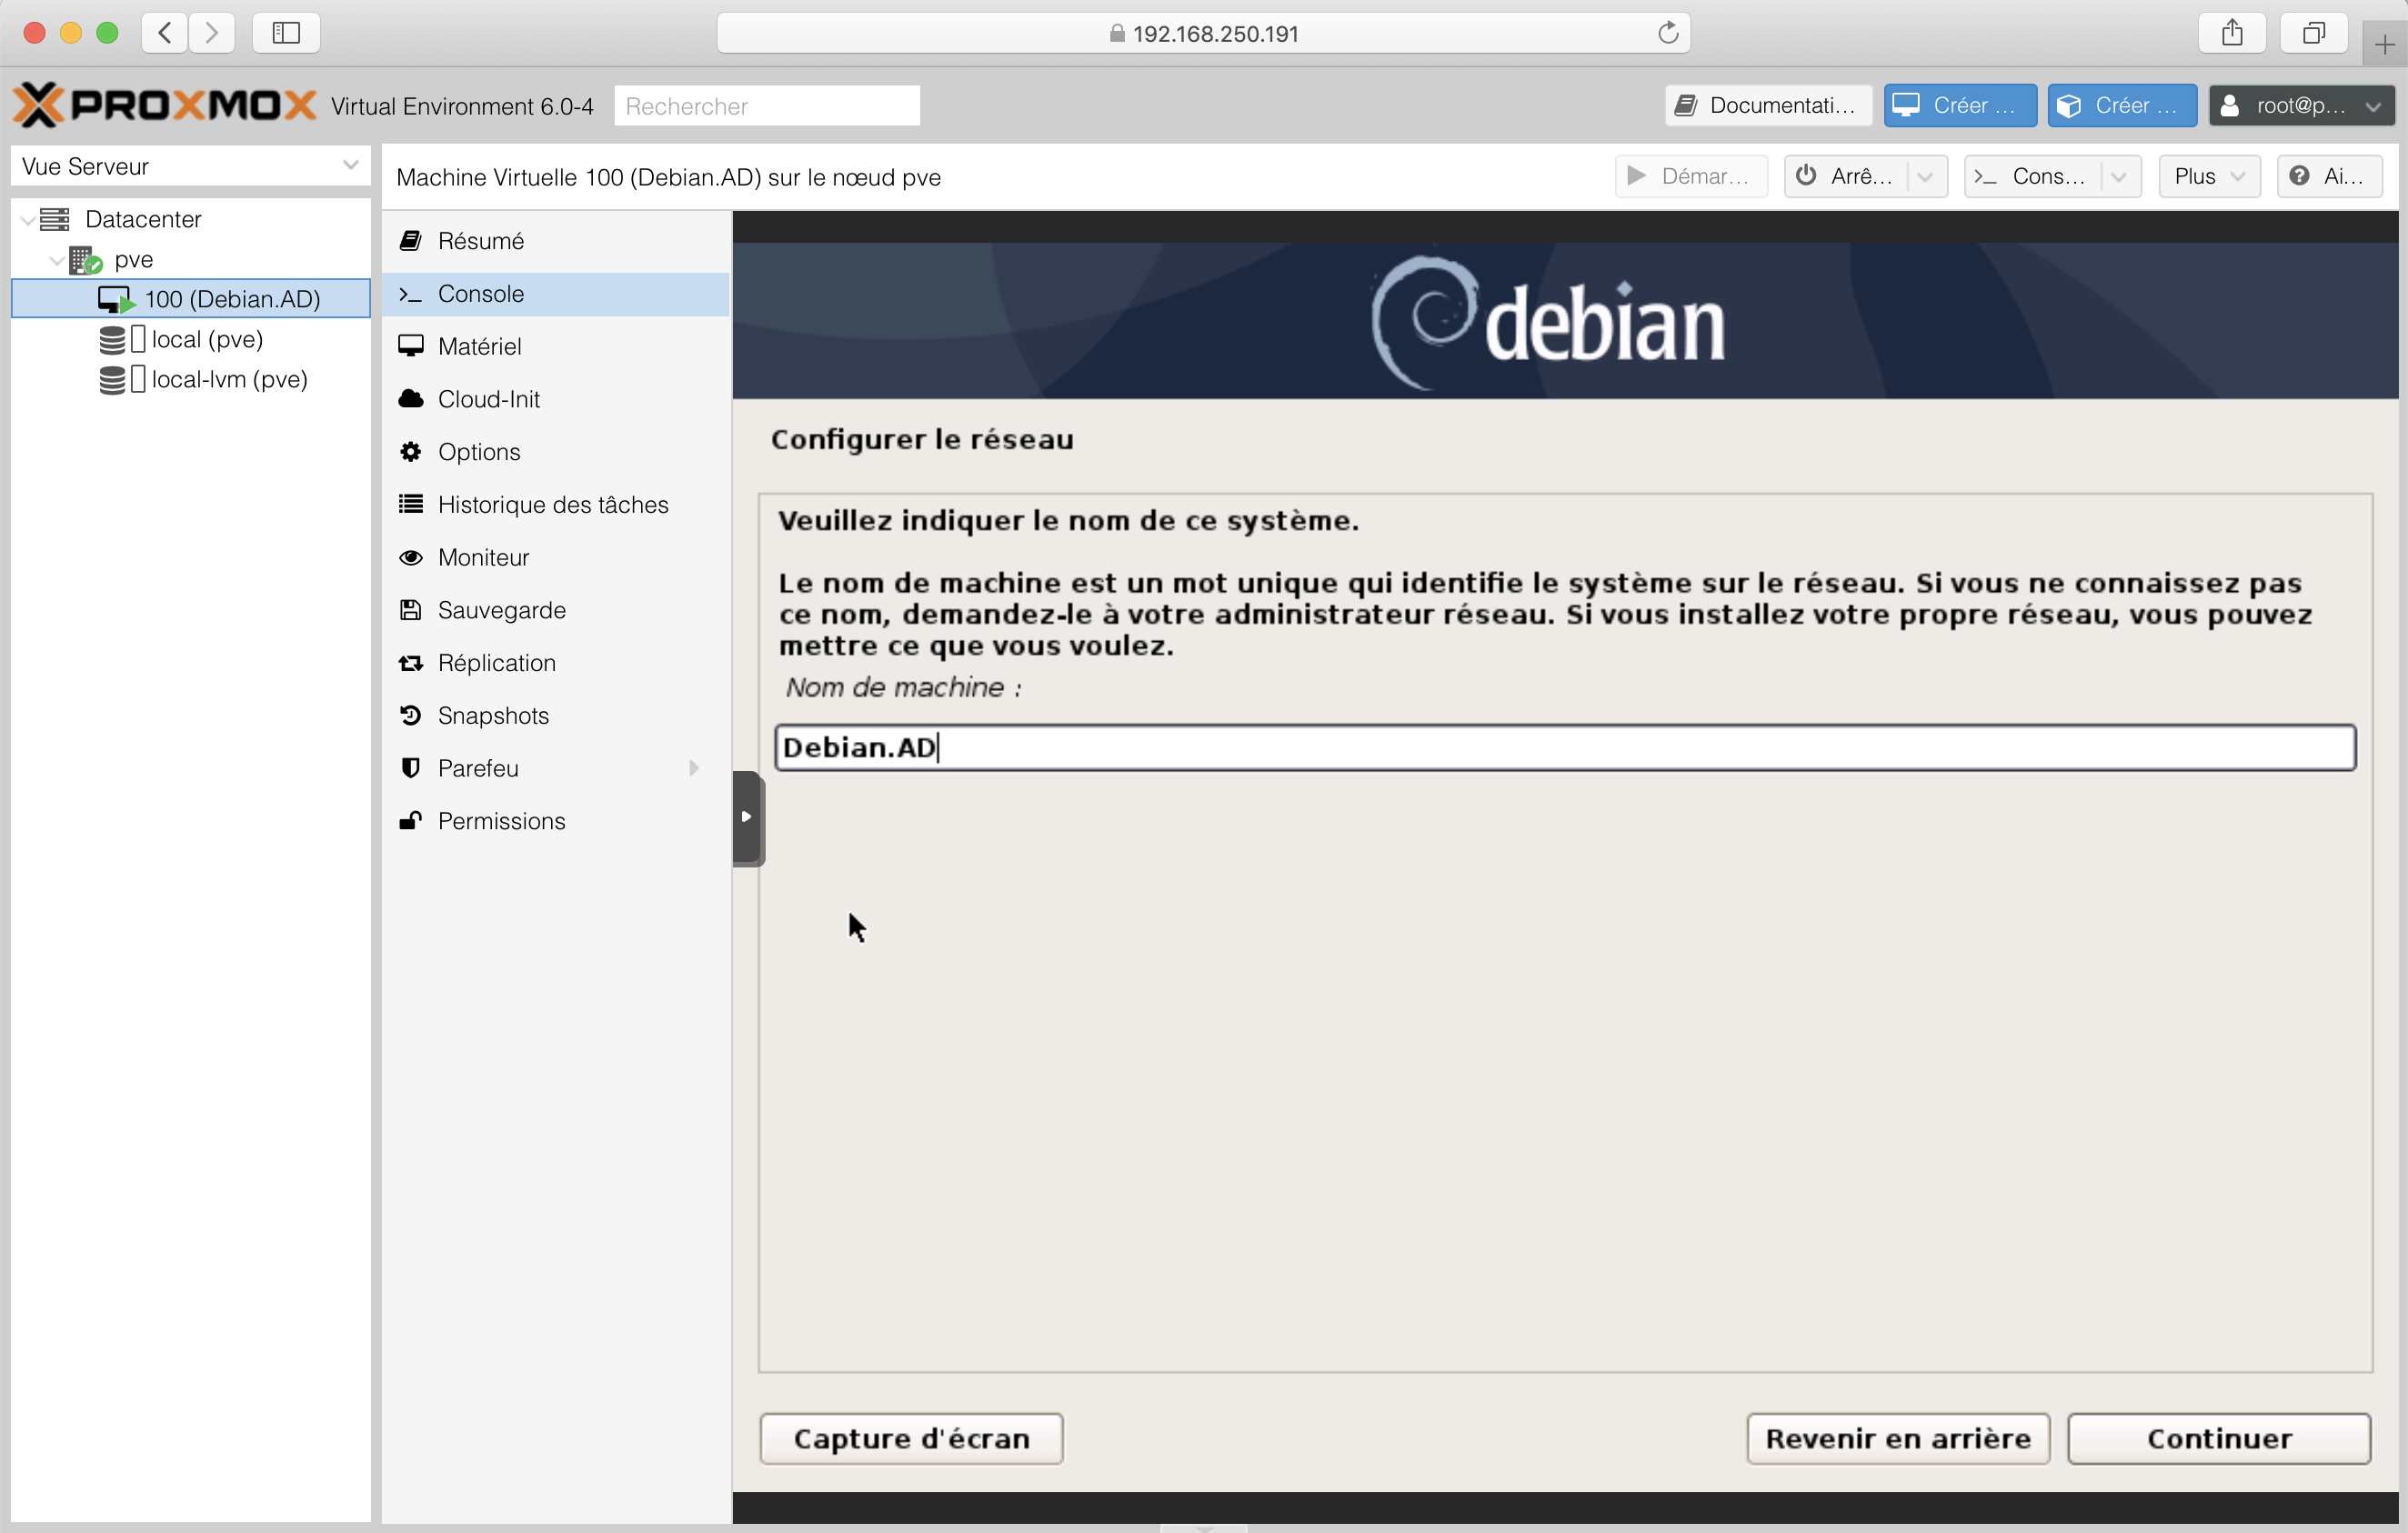 192.168.250.191
PROXMOX Virtual Environment 6.0-4 Rechercher Documentati... Créer ... Créer ... root@p...
Vue Serveur
Machine Virtuelle 100 (Debian.AD) sur le nœud pve
Démar... Arrê... Cons... Plus Ai...
Datacenter
pve
100 (Debian.AD)
local (pve)
local-lvm (pve)
Résumé
Console
Matériel
Cloud-Init
Options
Historique des tâches
Moniteur
Sauvegarde
Réplication
Snapshots
Parefeu
Permissions
debian
Configurer le réseau
Veuillez indiquer le nom de ce système.
Le nom de machine est un mot unique qui identifie le système sur le réseau. Si vous ne connaissez pas
ce nom, demandez-le à votre administrateur réseau. Si vous installez votre propre réseau, vous pouvez
mettre ce que vous voulez.
Nom de machine :
Debian.AD
Capture d'écran
Revenir en arrière
Continuer